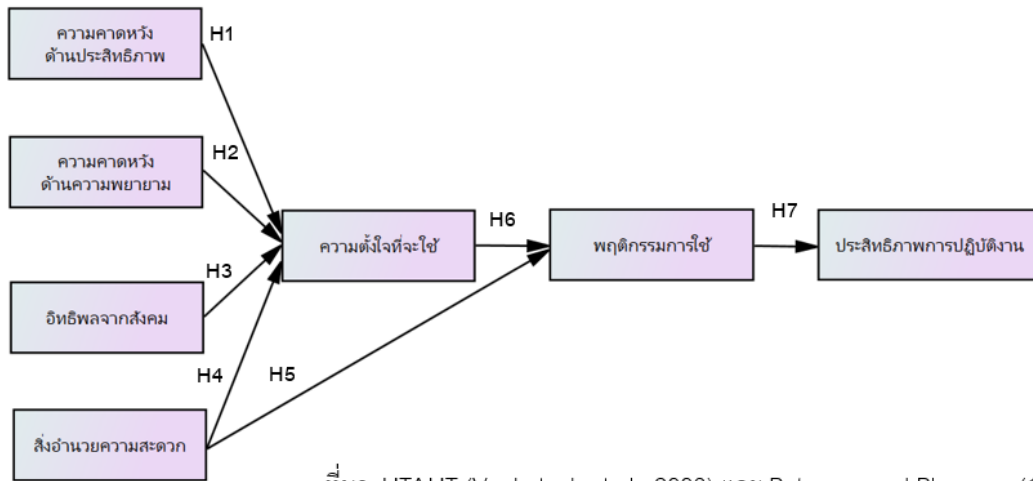 ความคาดหวัง
ด้านประสิทธิภาพ
H1
ความคาดหวัง
ด้านความพยายาม
H2
ความตั้งใจที่จะใช้
H6
พฤติกรรมการใช้
H7
ประสิทธิภาพการปฏิบัติงาน
อิทธิพลจากสังคม
H3
H4
H5
สิ่งอำนวยความสะดวก
UTAUT